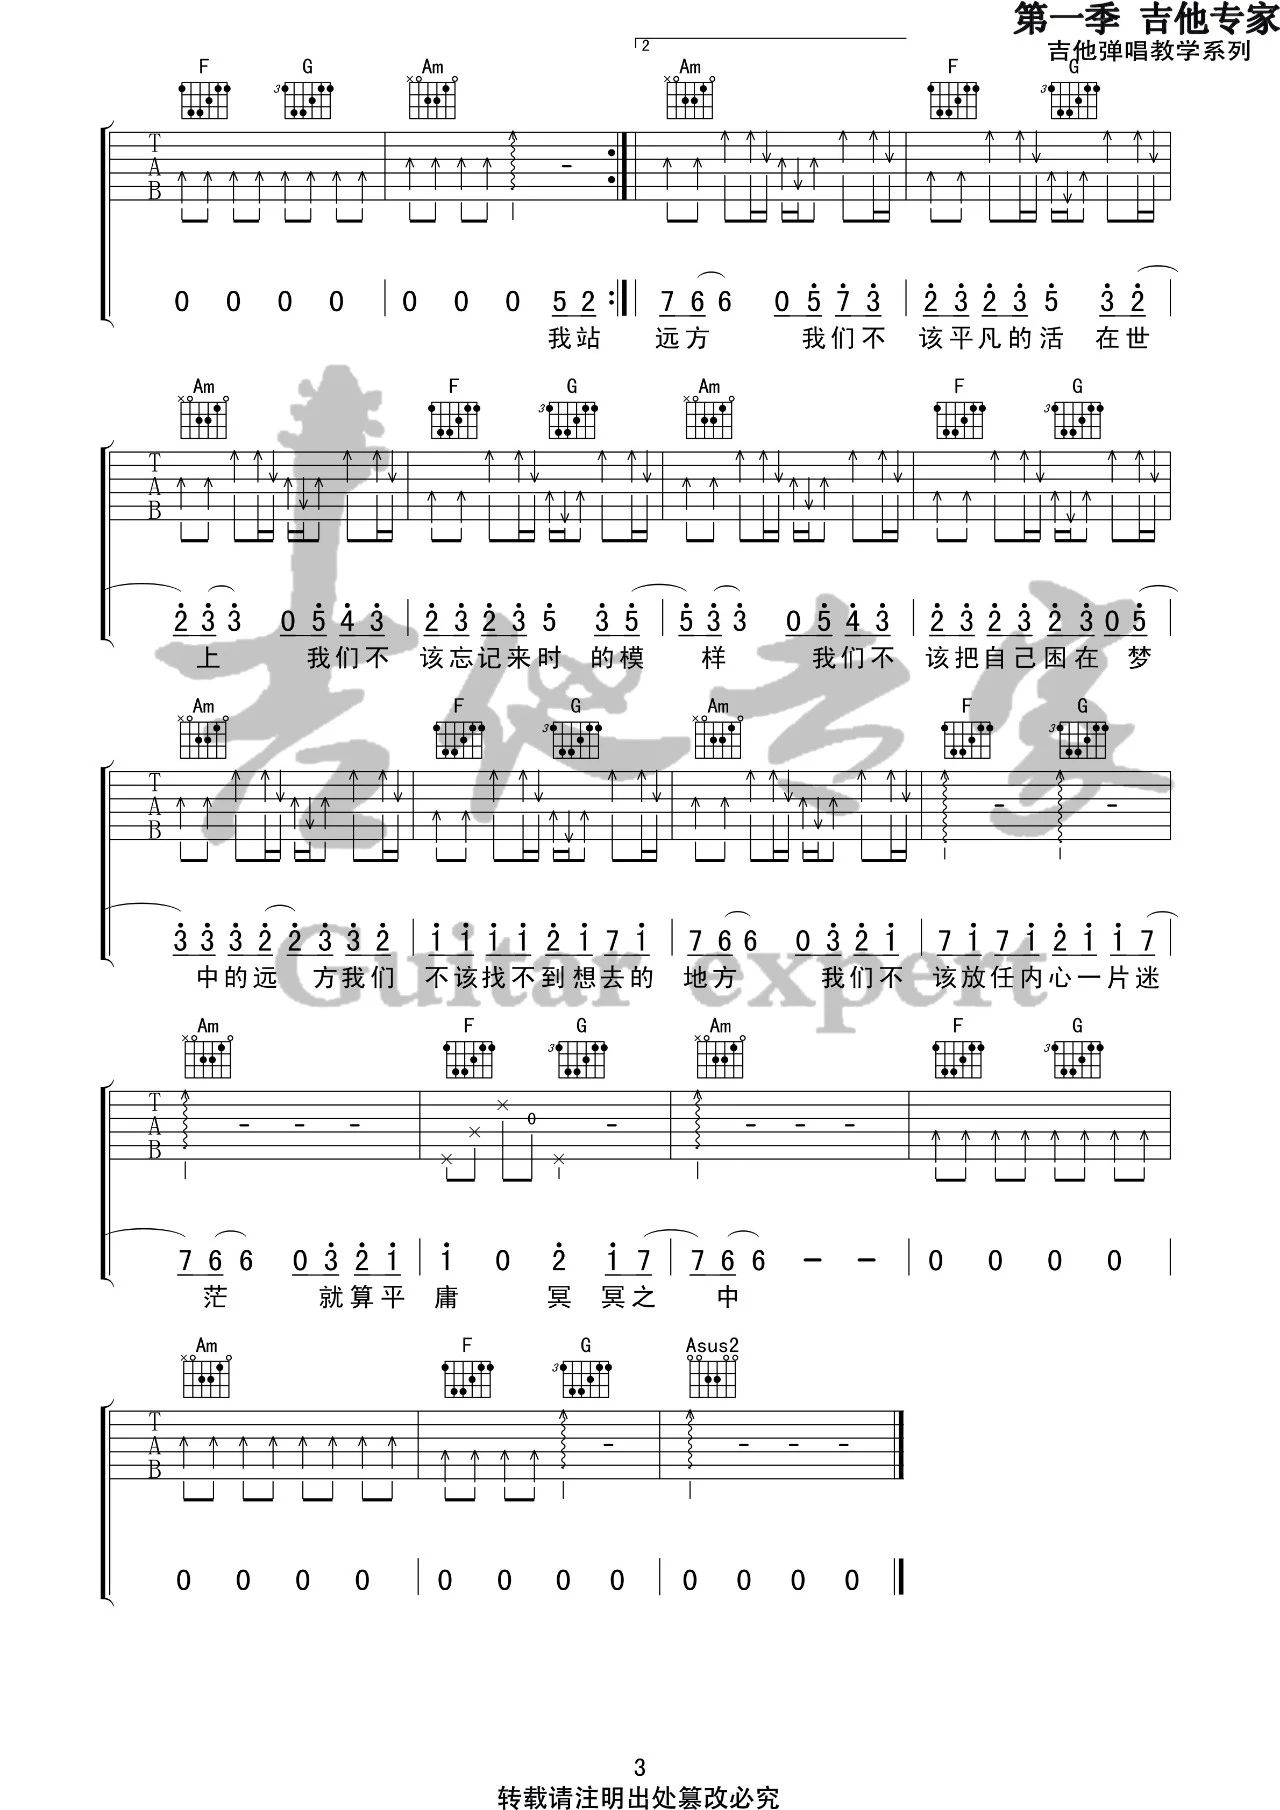 第一季 吉他专家
吉他弹唱教学系列
2
F G Am Am F G
3 3
T
A
B
0 0 0 0 0 0 0 5 2 7 6 6 0 5 7 3 2 3 2 3 5 3 2
我站 远方 我们不 该平凡的活 在世
Am F G Am F G
3 3
T
A
B
2 3 3 0 5 4 3 2 3 2 3 5 3 5 5 3 3 0 5 4 3 2 3 2 3 2 3 0 5
上 我们不 该忘记来时 的模 样 我们不 该把自己困在 梦
Am F G Am F G
3 3
T
A
B
3 3 3 2 2 3 3 2 1 1 1 1 2 1 7 1 7 6 6 0 3 2 1 7 1 7 1 2 1 1 7
中的远 方我们 不该找不到想去的 地方 我们不 该放任内心一片迷
吉他专家
Guitar expert
Am F G Am F G
3 3
T
A
B
0
7 6 6 0 3 2 1 1 0 2 1 7 7 6 6 - - 0 0 0 0
茫 就算平 庸 冥 冥之 中
Am F G Asus2
3
T
A
B
0 0 0 0 0 0 0 0 0 0 0 0
3
转载请注明出处篡改必究